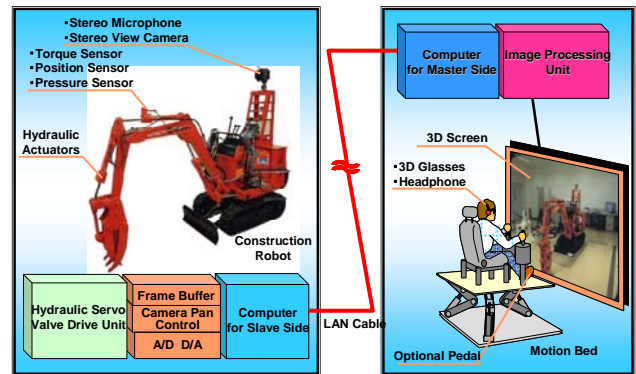 ▪Stereo Microphone
▪Stereo View Camera
▪Torque Sensor
▪Position Sensor
▪Pressure Sensor
Hydraulic
Actuators
Construction
Robot
Hydraulic Servo
Valve Drive Unit
Frame Buffer
Camera Pan
Control
A/D D/A
Computer
for Slave Side
LAN Cable
Computer
for Master Side
Image Processing
Unit
3D Screen
▪3D Glasses
▪Headphone
Optional Pedal
Motion Bed